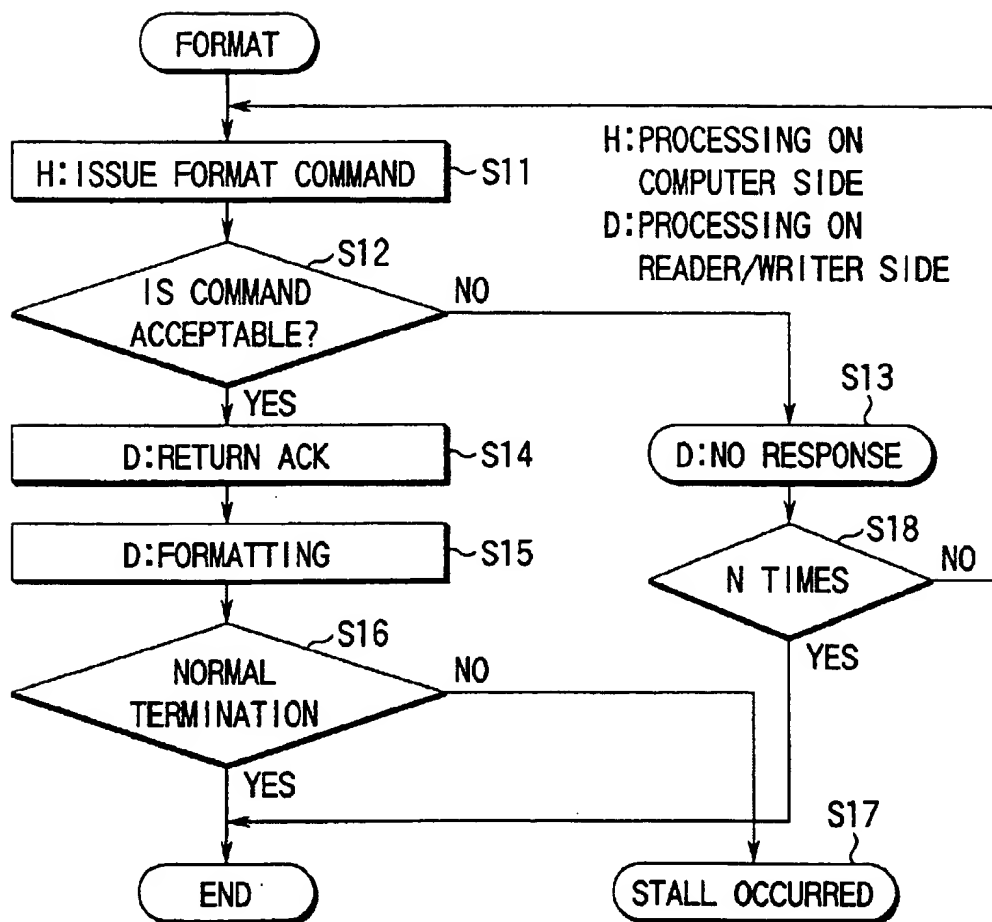 FORMAT
H:ISSUE FORMAT COMMAND
S11
H:PROCESSING ON
COMPUTER SIDE
D:PROCESSING ON
READER/WRITER SIDE
S12
IS COMMAND
ACCEPTABLE?
NO
YES
S13
D:NO RESPONSE
D:RETURN ACK
S14
D:FORMATTING
S15
S18
N TIMES
NO
YES
S16
NORMAL
TERMINATION
NO
YES
S17
END
STALL OCCURRED